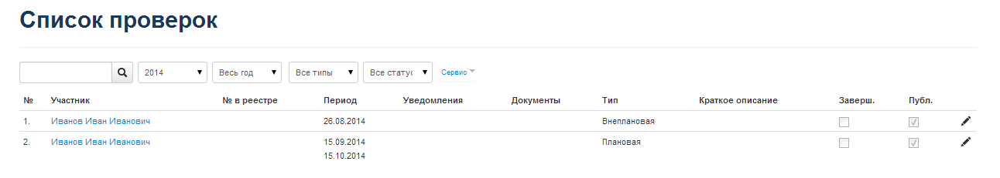 Список проверок
2014 Весь год Все типы Все статус Сервис
№ Участник № в реестре Период Уведомления Документы Тип Краткое описание Заверш. Публ.
1. Иванов Иван Иванович 26.08.2014 Внеплановая
2. Иванов Иван Иванович 15.09.2014 Плановая
15.10.2014